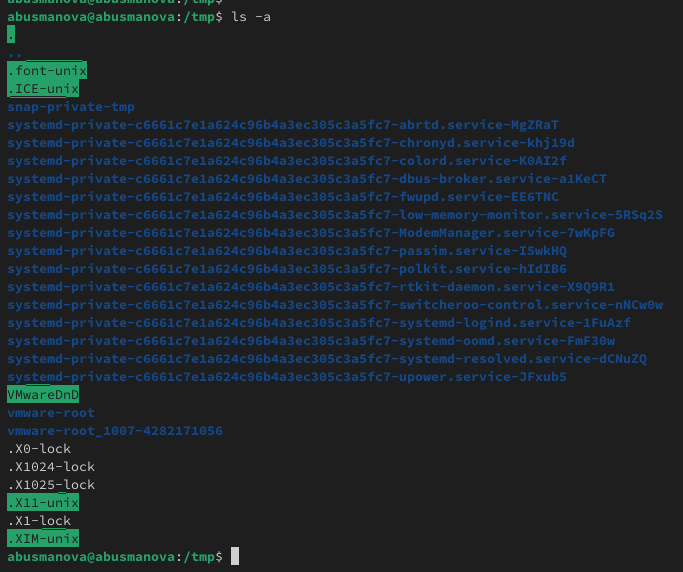 abusmanova@abusmanova:/tmp$
abusmanova@abusmanova:/tmp$ ls -a
.
..
.font-unix
.ICE-unix
snap-private-tmp
systemd-private-c6661c7e1a624c96b4a3ec305c3a5fc7-abrtd.service-MgZRaT
systemd-private-c6661c7e1a624c96b4a3ec305c3a5fc7-chronyd.service-khj19d
systemd-private-c6661c7e1a624c96b4a3ec305c3a5fc7-colord.service-K0AI2f
systemd-private-c6661c7e1a624c96b4a3ec305c3a5fc7-dbus-broker.service-a1KeCT
systemd-private-c6661c7e1a624c96b4a3ec305c3a5fc7-fwupd.service-EE6TNC
systemd-private-c6661c7e1a624c96b4a3ec305c3a5fc7-low-memory-monitor.service-5RSq2S
systemd-private-c6661c7e1a624c96b4a3ec305c3a5fc7-ModemManager.service-7wKpFG
systemd-private-c6661c7e1a624c96b4a3ec305c3a5fc7-passim.service-I5wkHQ
systemd-private-c6661c7e1a624c96b4a3ec305c3a5fc7-polkit.service-hIdIB6
systemd-private-c6661c7e1a624c96b4a3ec305c3a5fc7-rtkit-daemon.service-X9Q9R1
systemd-private-c6661c7e1a624c96b4a3ec305c3a5fc7-switcheroo-control.service-nNCw0w
systemd-private-c6661c7e1a624c96b4a3ec305c3a5fc7-systemd-logind.service-1FuAzf
systemd-private-c6661c7e1a624c96b4a3ec305c3a5fc7-systemd-oomd.service-FmF30w
systemd-private-c6661c7e1a624c96b4a3ec305c3a5fc7-systemd-resolved.service-dCNuZQ
systemd-private-c6661c7e1a624c96b4a3ec305c3a5fc7-upower.service-JFxub5
VMwareDnD
vmware-root
vmware-root_1007-4282171056
.X0-lock
.X1024-lock
.X1025-lock
.X11-unix
.X1-lock
.XIM-unix
abusmanova@abusmanova:/tmp$